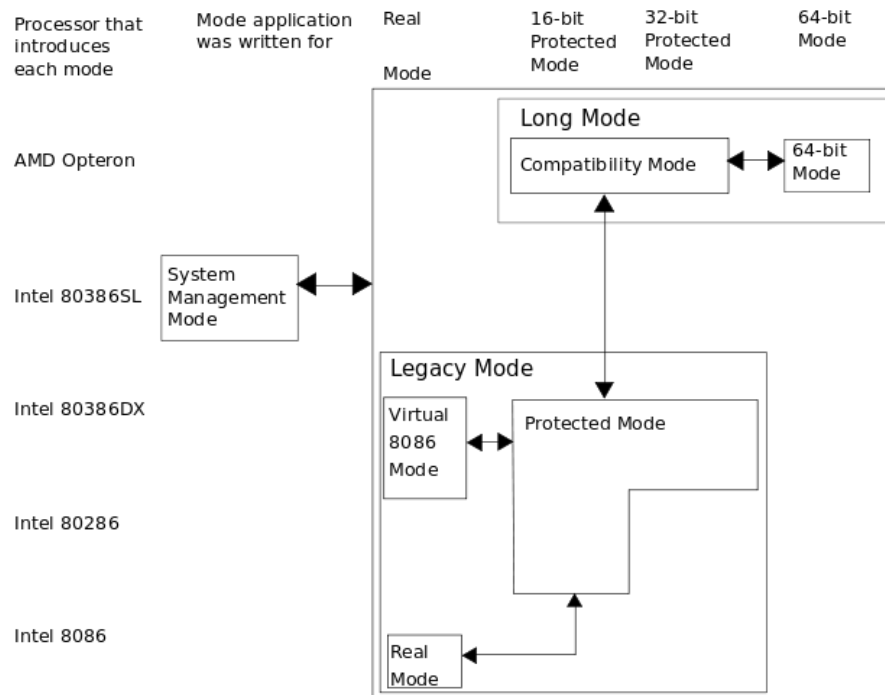 Processor that
introduces
each mode
Mode application
was written for
Real
Mode
16-bit
Protected
Mode
32-bit
Protected
Mode
64-bit
Mode
AMD Opteron
Long Mode
Compatibility Mode
64-bit
Mode
Intel 80386SL
System
Management
Mode
Intel 80386DX
Legacy Mode
Virtual
8086
Mode
Protected Mode
Intel 80286
Intel 8086
Real
Mode